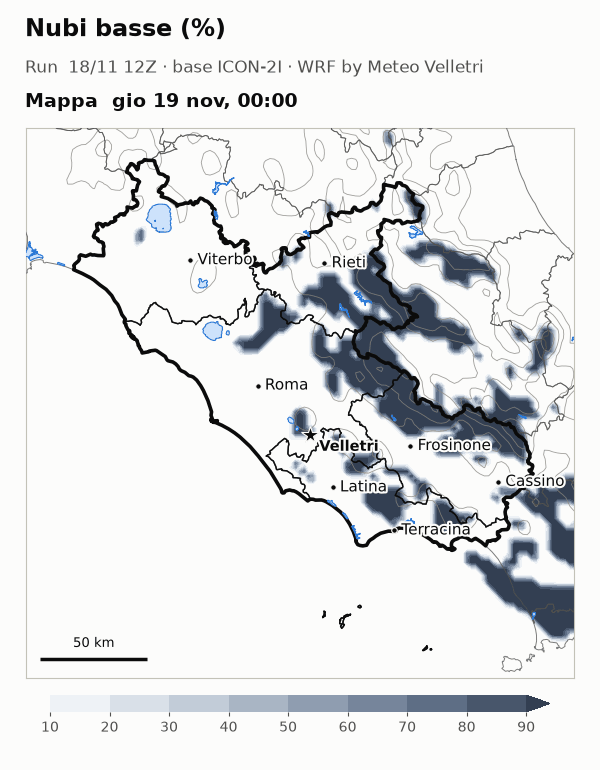 Nubi basse (%)
Run 18/11 12Z · base ICON-2I · WRF by Meteo Velletri
Mappa gio 19 nov, 00:00
Viterbo
Rieti
Roma
Velletri
Frosinone
Latina
Cassino
Terracina
50 km
10 20 30 40 50 60 70 80 90